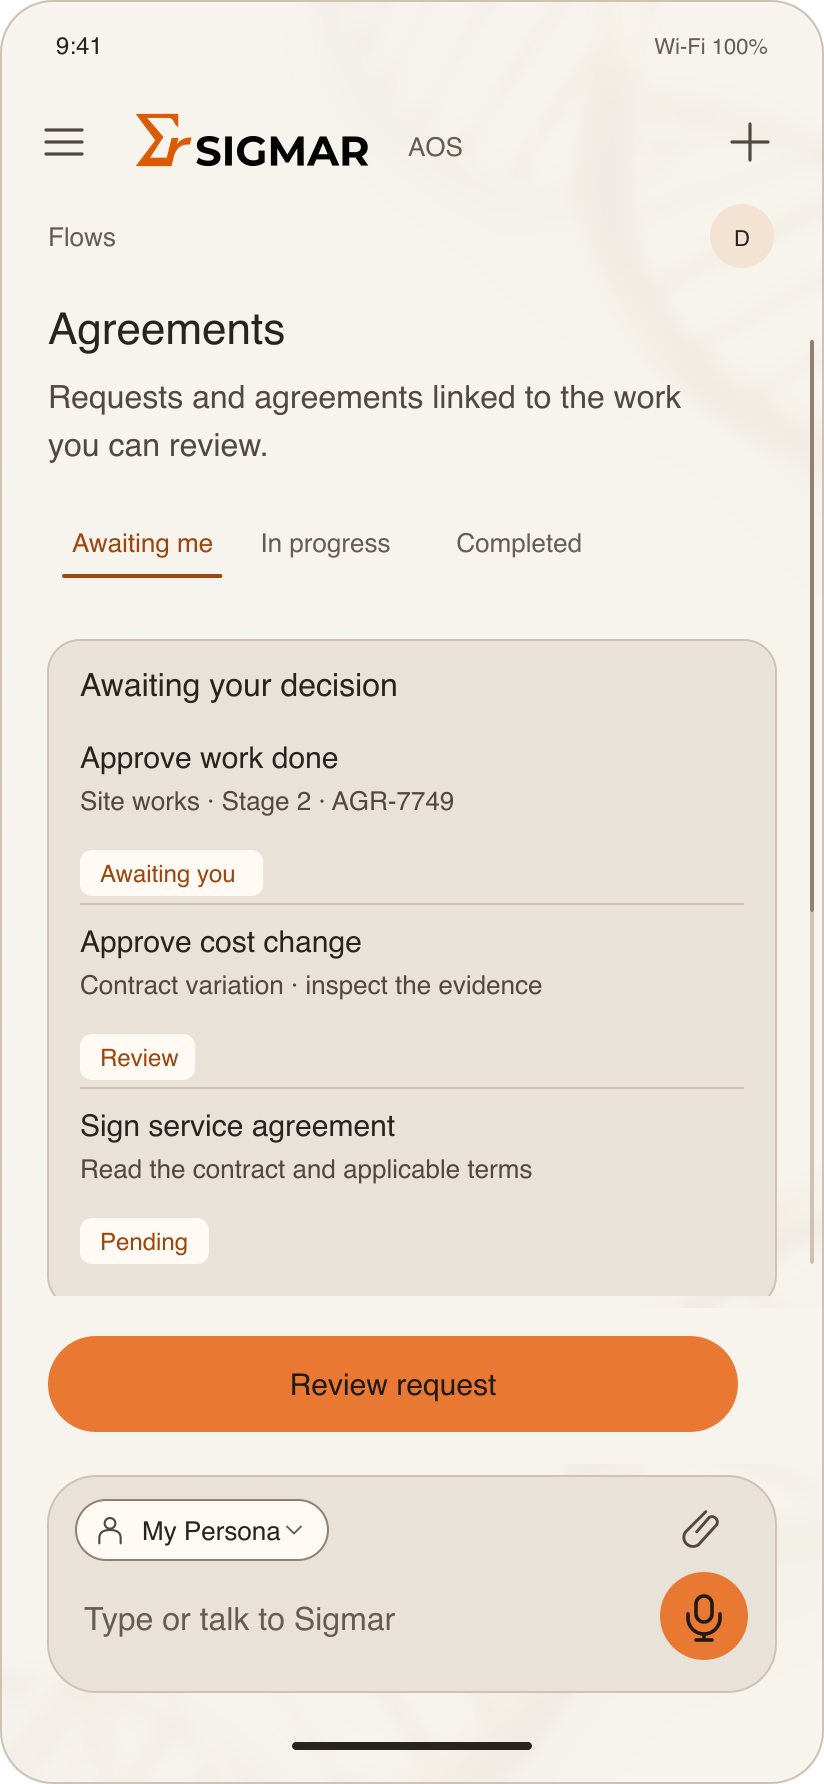 9:41
Wi-Fi 100%
Σr SIGMAR
AOS
Flows
D
Agreements
Requests and agreements linked to the work
you can review.
Awaiting me
In progress
Completed
Awaiting your decision
Approve work done
Site works · Stage 2 · AGR-7749
Awaiting you
Approve cost change
Contract variation · inspect the evidence
Review
Sign service agreement
Read the contract and applicable terms
Pending
Review request
My Persona
Type or talk to Sigmar